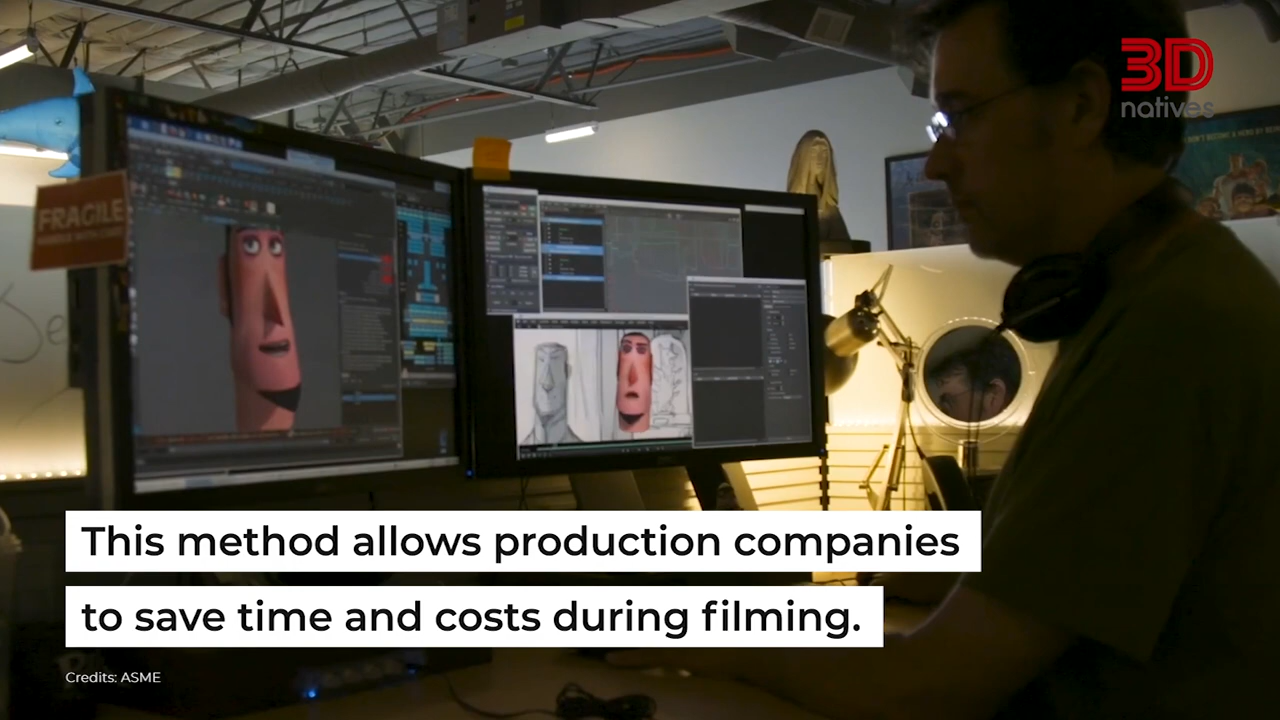 3D
natives
FRAGILE
This method allows production companies
to save time and costs during filming.
Credits: ASME